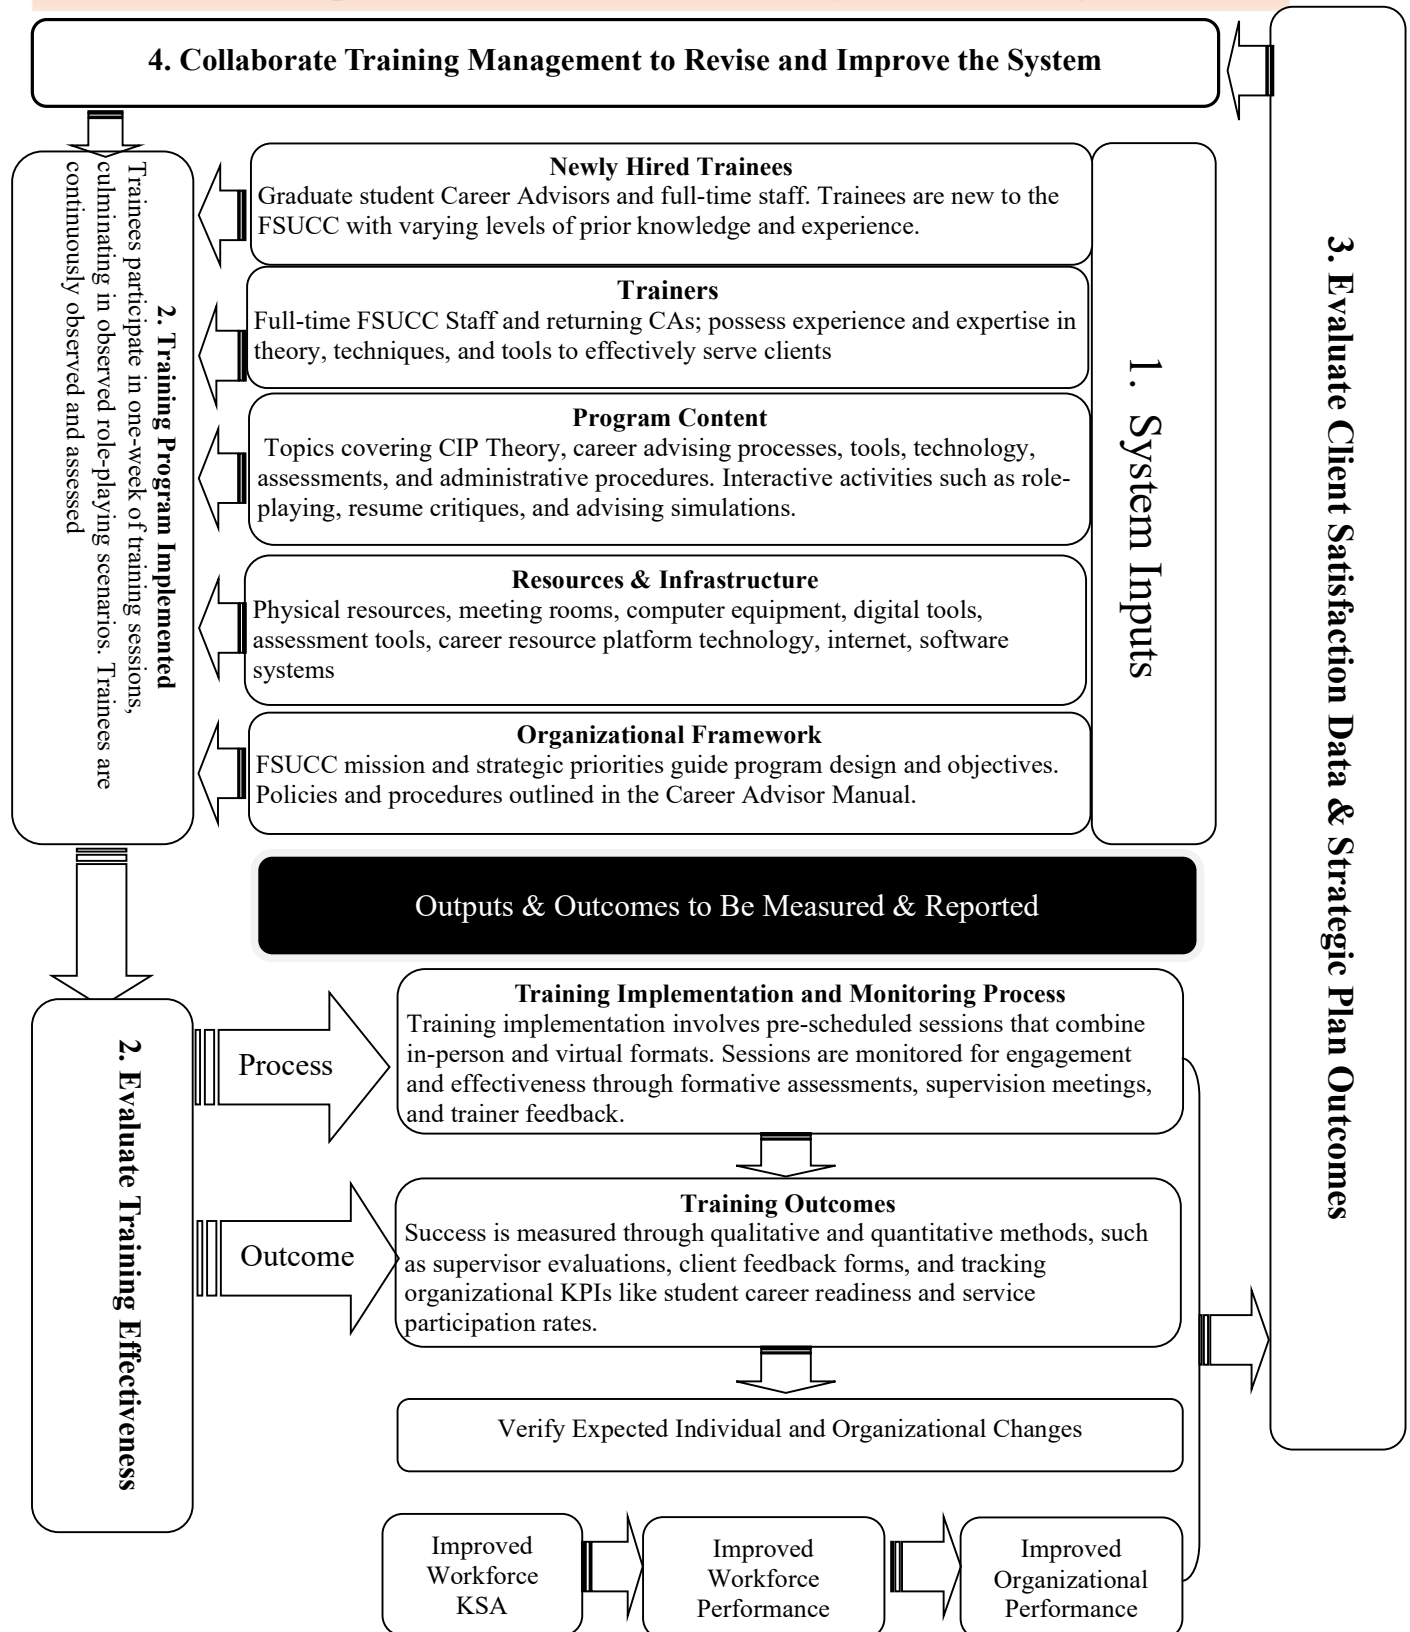 4. Collaborate Training Management to Revise and Improve the System
2. Training Program Implemented
Trainees participate in one-week of training sessions,
culminating in observed role-playing scenarios. Trainees are
continuously observed and assessed
Newly Hired Trainees
Graduate student Career Advisors and full-time staff. Trainees are new to the
FSUCC with varying levels of prior knowledge and experience.
Trainers
Full-time FSUCC Staff and returning CAs; possess experience and expertise in
theory, techniques, and tools to effectively serve clients
Program Content
Topics covering CIP Theory, career advising processes, tools, technology,
assessments, and administrative procedures. Interactive activities such as role-
playing, resume critiques, and advising simulations.
Resources & Infrastructure
Physical resources, meeting rooms, computer equipment, digital tools,
assessment tools, career resource platform technology, internet, software
systems
Organizational Framework
FSUCC mission and strategic priorities guide program design and objectives.
Policies and procedures outlined in the Career Advisor Manual.
1. System Inputs
3. Evaluate Client Satisfaction Data & Strategic Plan Outcomes
Outputs & Outcomes to Be Measured & Reported
2. Evaluate Training Effectiveness
Process
Training Implementation and Monitoring Process
Training implementation involves pre-scheduled sessions that combine
in-person and virtual formats. Sessions are monitored for engagement
and effectiveness through formative assessments, supervision meetings,
and trainer feedback.
Outcome
Training Outcomes
Success is measured through qualitative and quantitative methods, such
as supervisor evaluations, client feedback forms, and tracking
organizational KPIs like student career readiness and service
participation rates.
Verify Expected Individual and Organizational Changes
Improved
Workforce
KSA
Improved
Workforce
Performance
Improved
Organizational
Performance